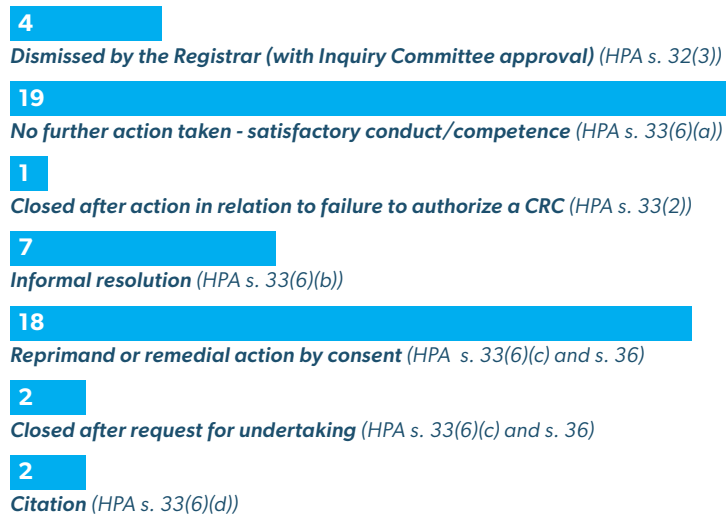 4
Dismissed by the Registrar (with Inquiry Committee approval) (HPA s. 32(3))
19
No further action taken - satisfactory conduct/competence (HPA s. 33(6)(a))
1
Closed after action in relation to failure to authorize a CRC (HPA s. 33(2))
7
Informal resolution (HPA s. 33(6)(b))
18
Reprimand or remedial action by consent (HPA s. 33(6)(c) and s. 36)
2
Closed after request for undertaking (HPA s. 33(6)(c) and s. 36)
2
Citation (HPA s. 33(6)(d))